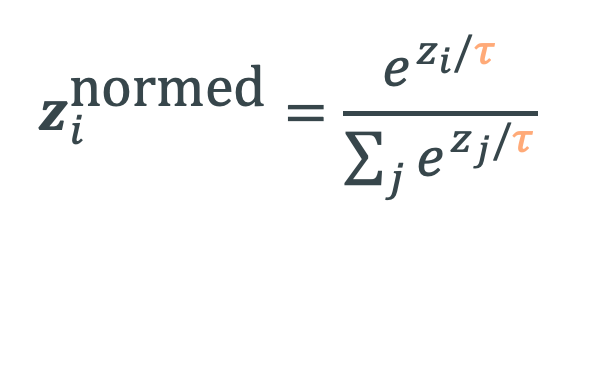 z_i^normed = e^{z_i/τ} / ∑_j e^{z_j/τ}